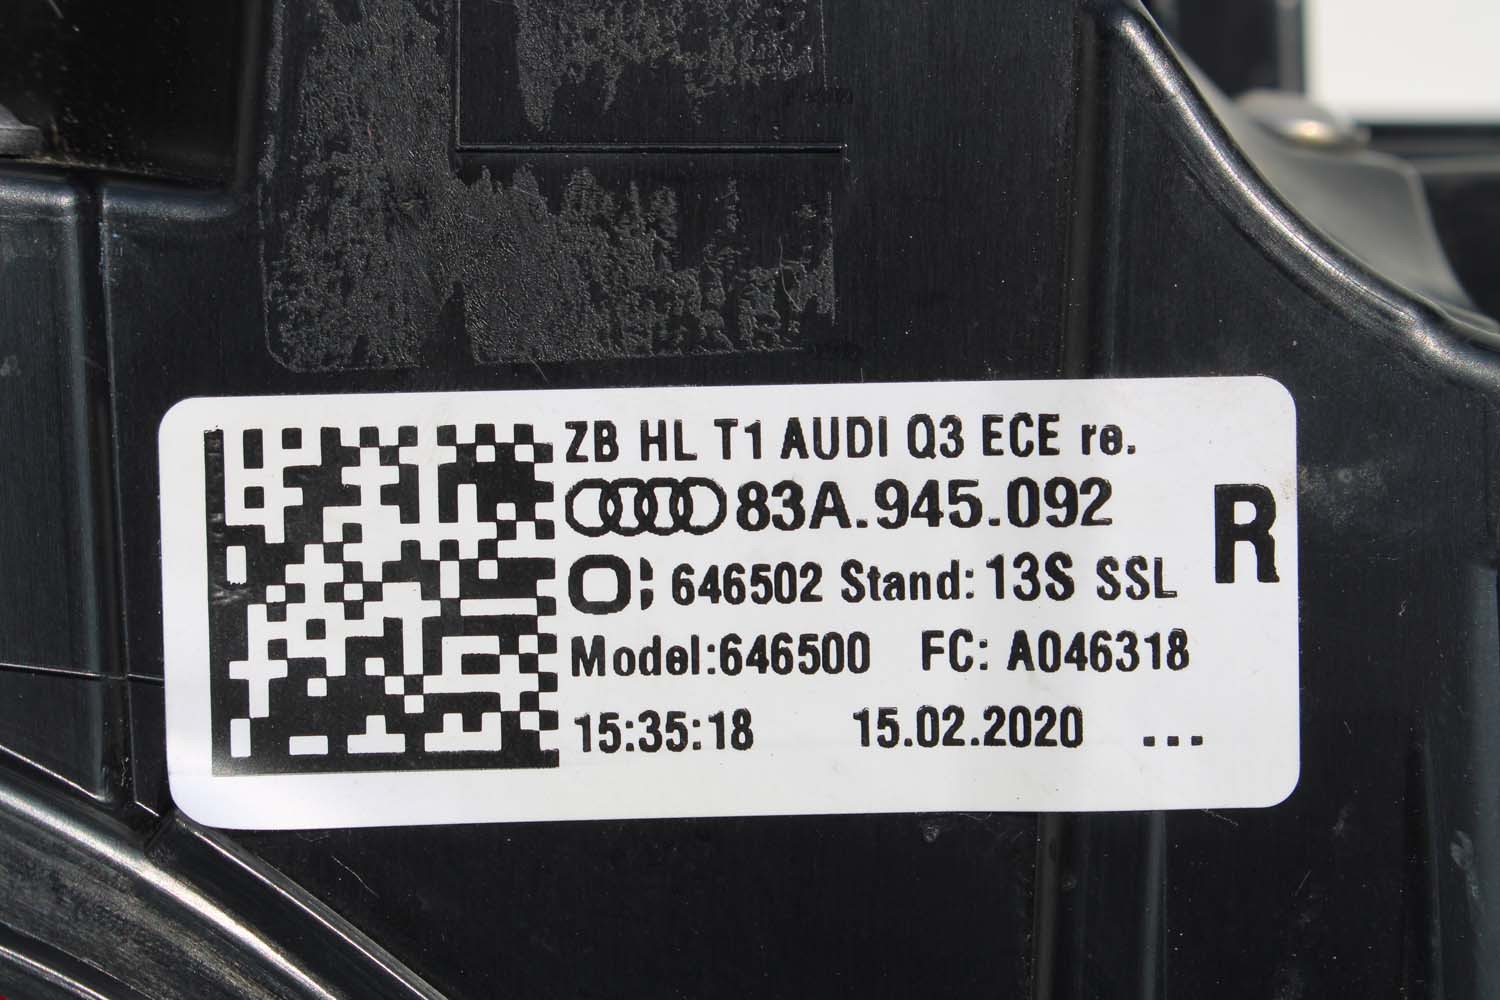 ZB HL T1 AUDI Q3 ECE re.
83A.945.092
R
646502 Stand: 13S SSL
Model:646500 FC: A046318
15:35:18 15.02.2020 ...